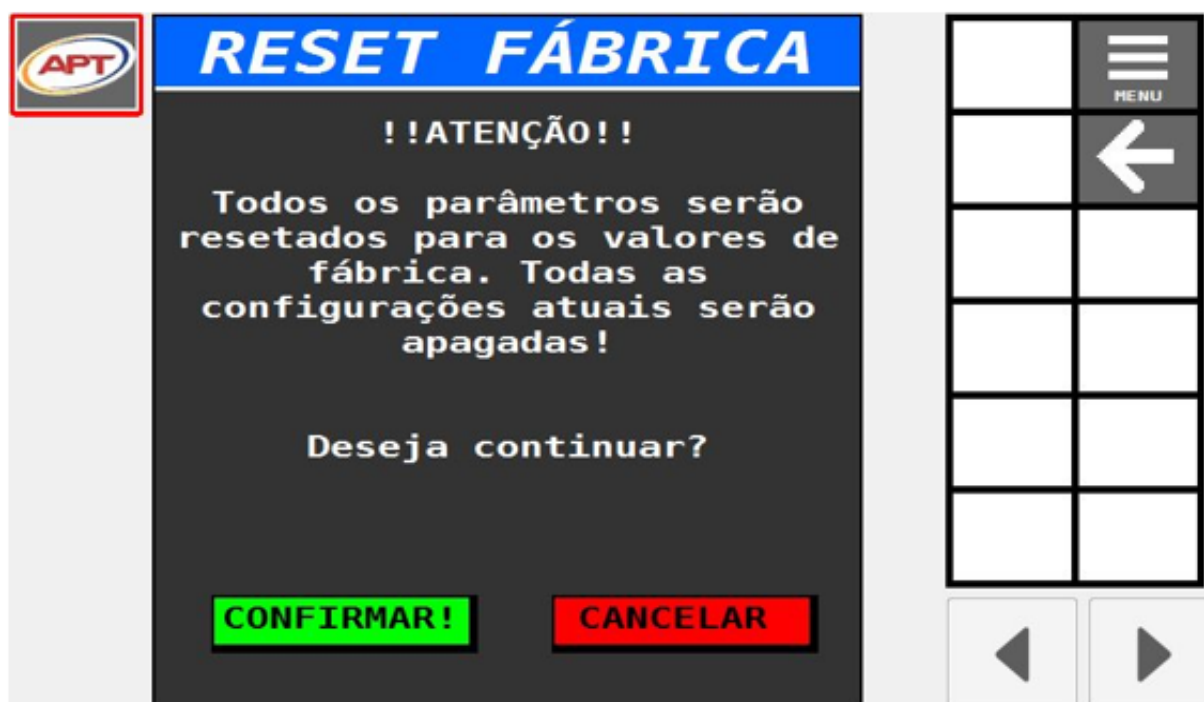 APT
RESET FÁBRICA
MENU
!!ATENÇÃO!!
Todos os parâmetros serão
resetados para os valores de
fábrica. Todas as
configurações atuais serão
apagadas!
Deseja continuar?
CONFIRMAR!
CANCELAR